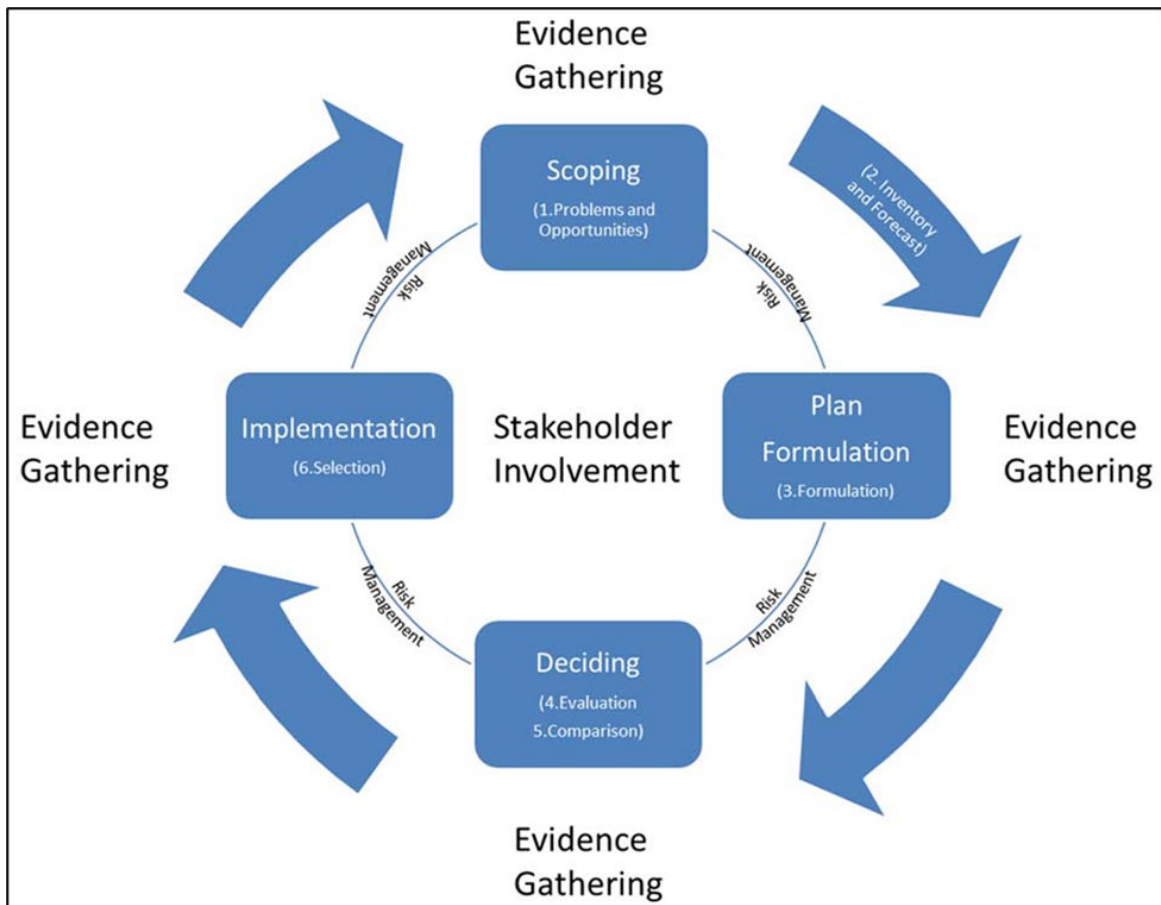 Evidence
Gathering
Scoping
(1.Problems and
Opportunities)
(2. Inventory
and Forecast)
Risk
Management
Risk
Management
Evidence
Gathering
Implementation
(6.Selection)
Stakeholder
Involvement
Plan
Formulation
(3.Formulation)
Evidence
Gathering
Risk
Management
Risk
Management
Deciding
(4.Evaluation
5.Comparison)
Evidence
Gathering